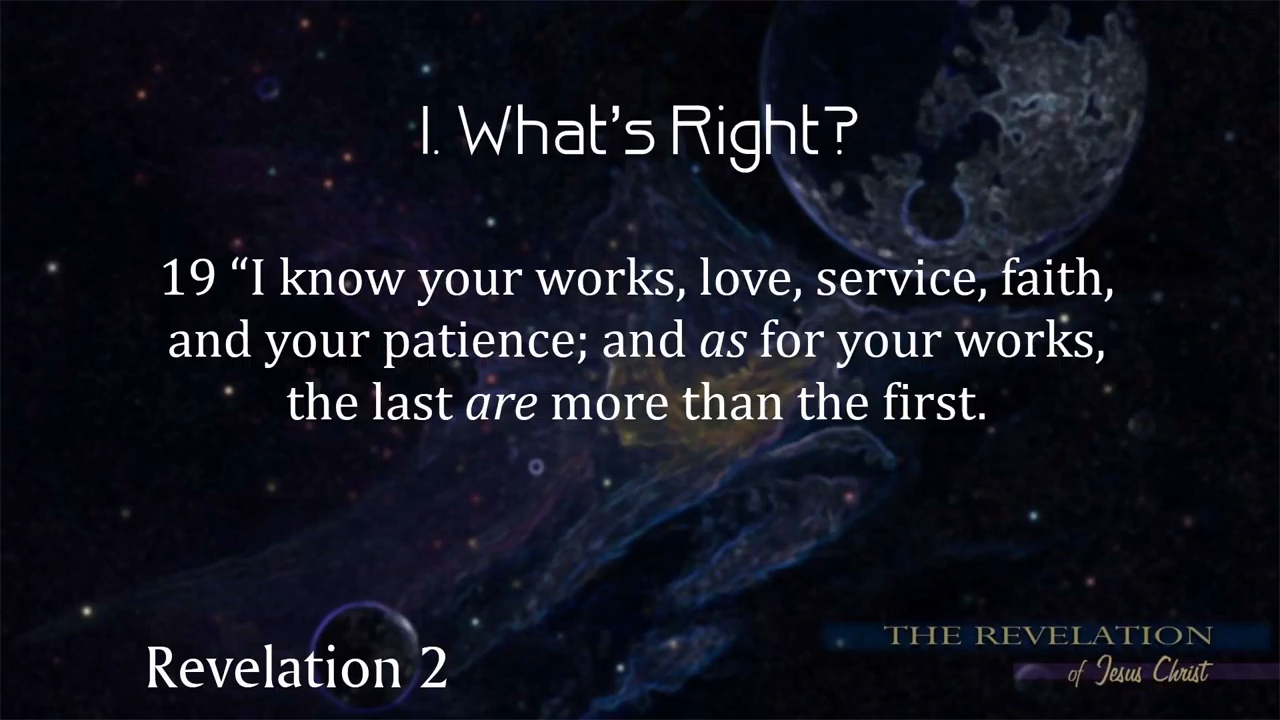 I. What's Right?
19 “I know your works, love, service, faith,
and your patience; and as for your works,
the last are more than the first.
Revelation 2
THE REVELATION
of Jesus Christ